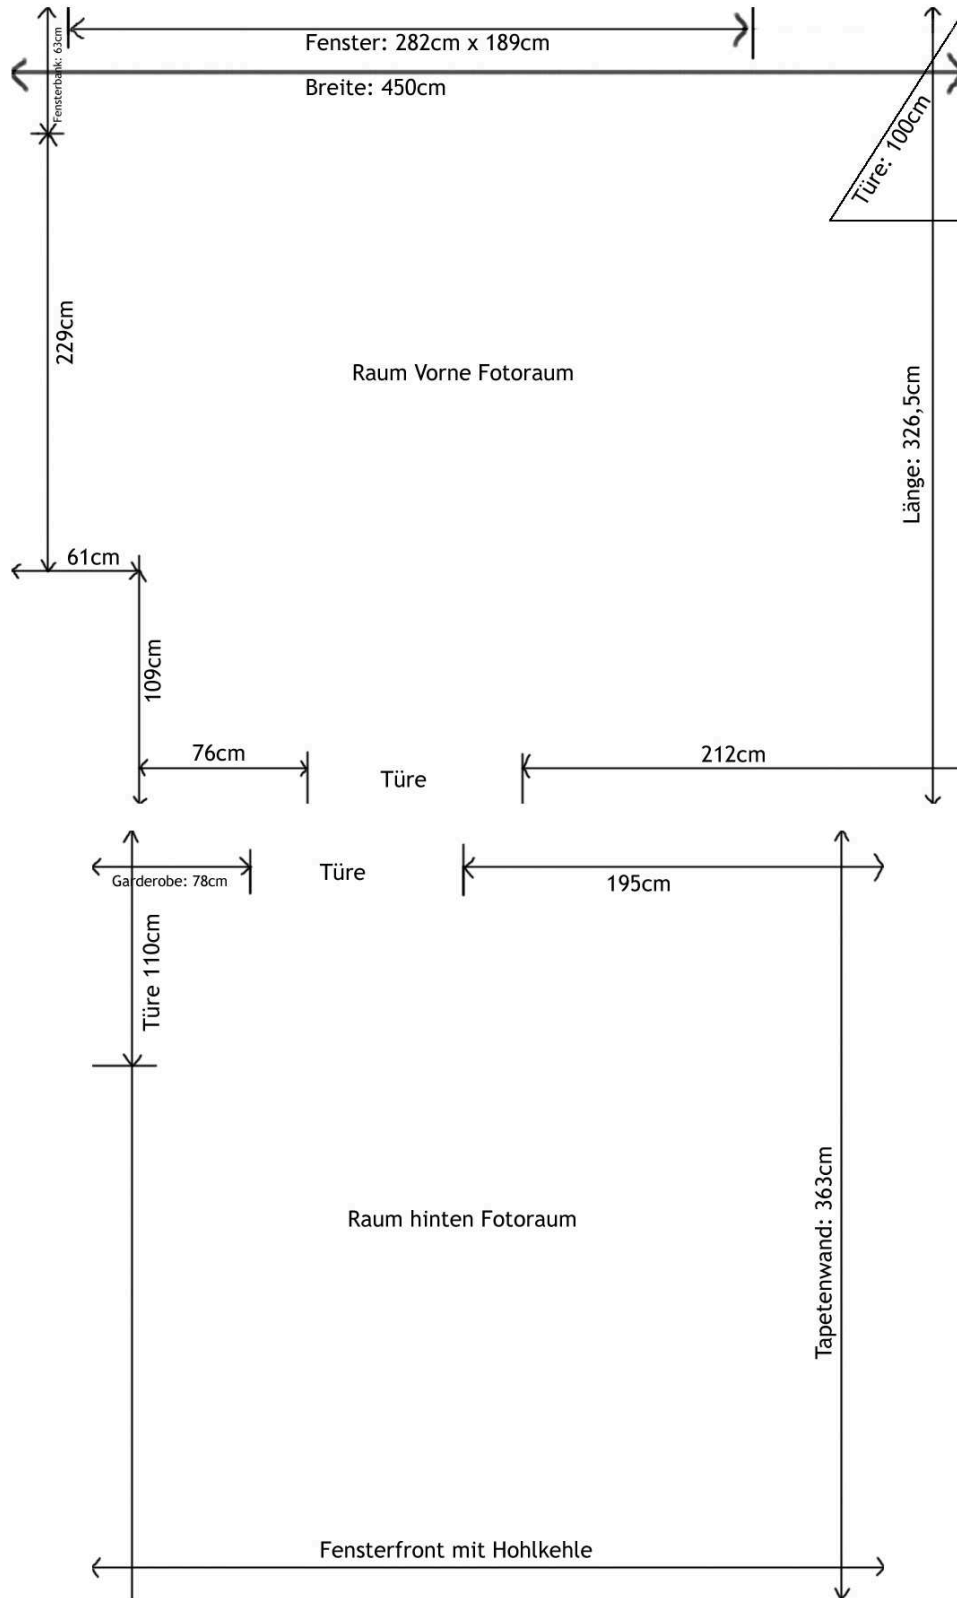 Fenster: 282cm x 189cm
Fensterbank: 63cm
Breite: 450cm
Türe: 100cm
229cm
Raum Vorne Fotoraum
Länge: 326,5cm
61cm
109cm
76cm
Türe
212cm
Garderobe: 78cm
Türe
195cm
Türe 110cm
Raum hinten Fotoraum
Tapetenwand: 363cm
Fensterfront mit Hohlkehle